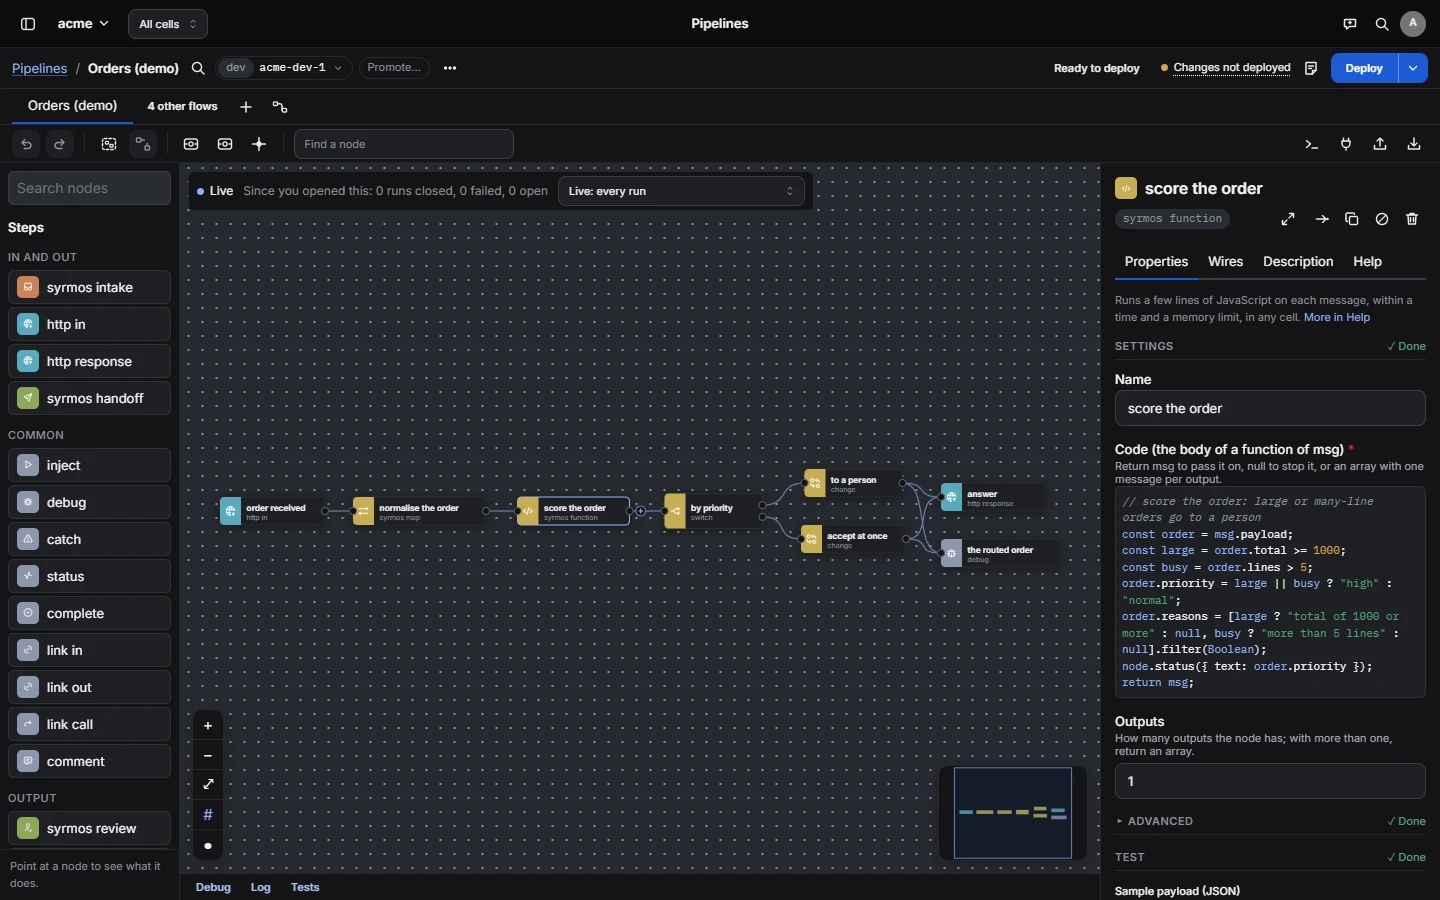 acme
All cells
Pipelines
A
Pipelines / Orders (demo)
dev acme-dev-1
Promote...
Ready to deploy
Changes not deployed
Deploy
Orders (demo)
4 other flows
Find a node
Search nodes
Steps
IN AND OUT
syrmos intake
http in
http response
syrmos handoff
COMMON
inject
debug
catch
status
complete
link in
link out
link call
comment
OUTPUT
syrmos review
Point at a node to see what it
does.
Live Since you opened this: 0 runs closed, 0 failed, 0 open
Live: every run
order received
http in
normalise the order
syrmos map
score the order
syrmos function
by priority
switch
to a person
change
accept at once
change
answer
http response
the routed order
debug
+
−
#
Debug Log Tests
score the order
syrmos function
Properties Wires Description Help
Runs a few lines of JavaScript on each message, within a
time and a memory limit, in any cell. More in Help
SETTINGS ✓ Done
Name
score the order
Code (the body of a function of msg) *
Return msg to pass it on, null to stop it, or an array with one
message per output.
// score the order: large or many-line
orders go to a person
const order = msg.payload;
const large = order.total >= 1000;
const busy = order.lines > 5;
order.priority = large || busy ? "high" :
"normal";
order.reasons = [large ? "total of 1000 or
more" : null, busy ? "more than 5 lines" :
null].filter(Boolean);
node.status({ text: order.priority });
return msg;
Outputs
How many outputs the node has; with more than one,
return an array.
1
ADVANCED ✓ Done
TEST ✓ Done
Sample payload (JSON)